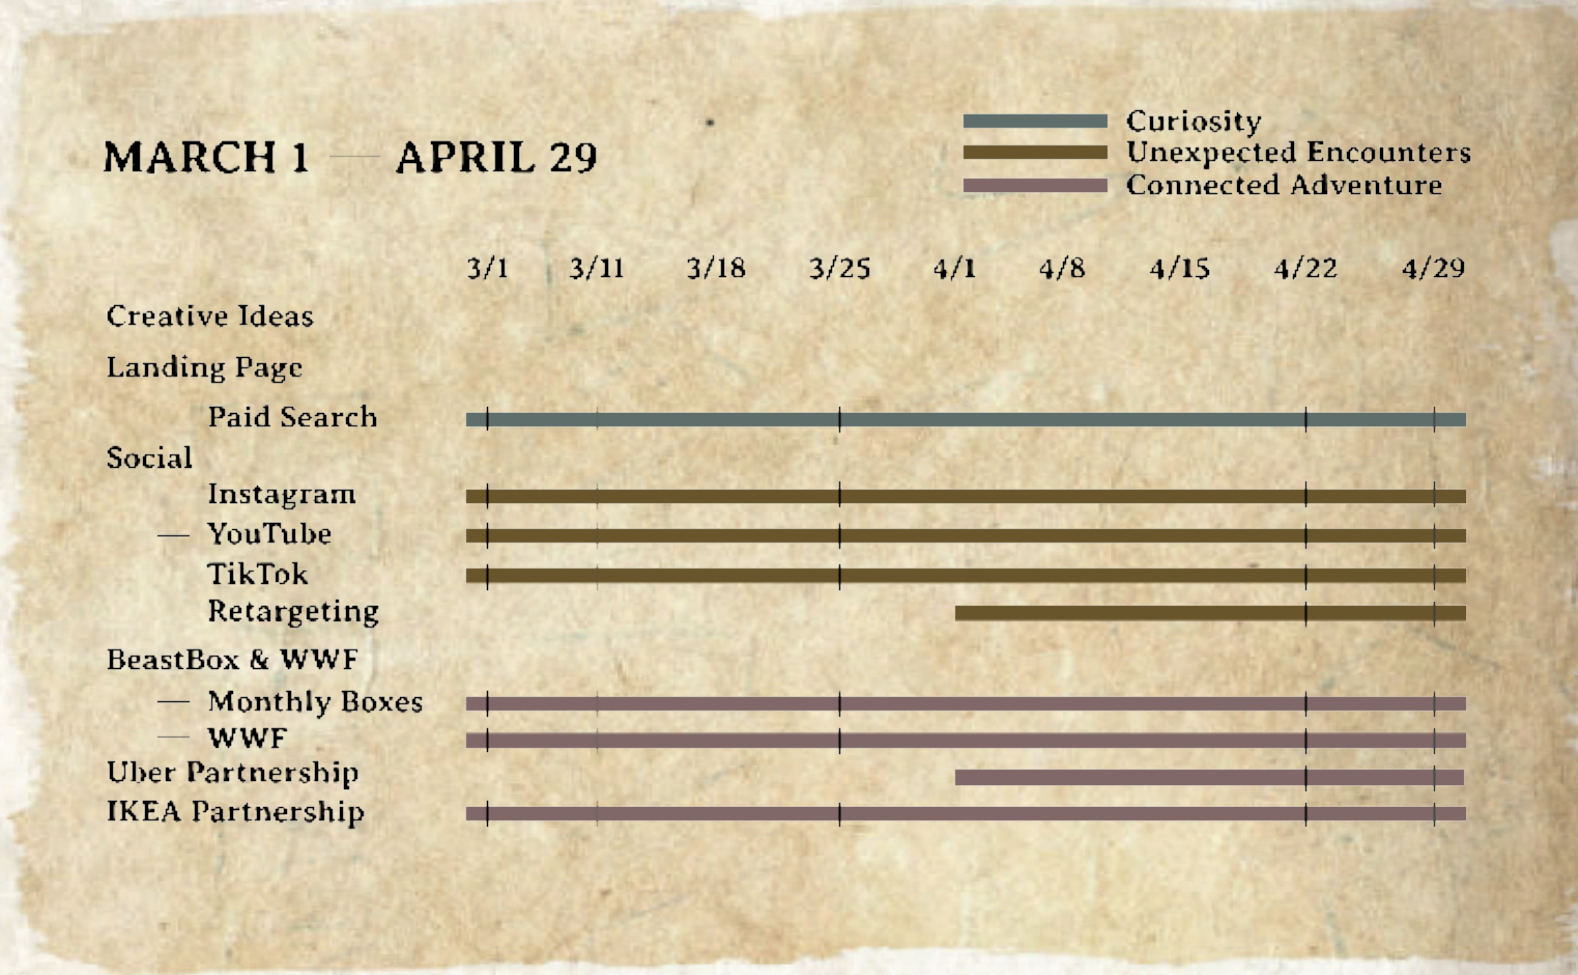 MARCH 1 — APRIL 29
Curiosity
Unexpected Encounters
Connected Adventure
3/1 3/11 3/18 3/25 4/1 4/8 4/15 4/22 4/29
Creative Ideas
Landing Page
Paid Search
Social
Instagram
— YouTube
TikTok
Retargeting
BeastBox & WWF
— Monthly Boxes
— WWF
Uber Partnership
IKEA Partnership